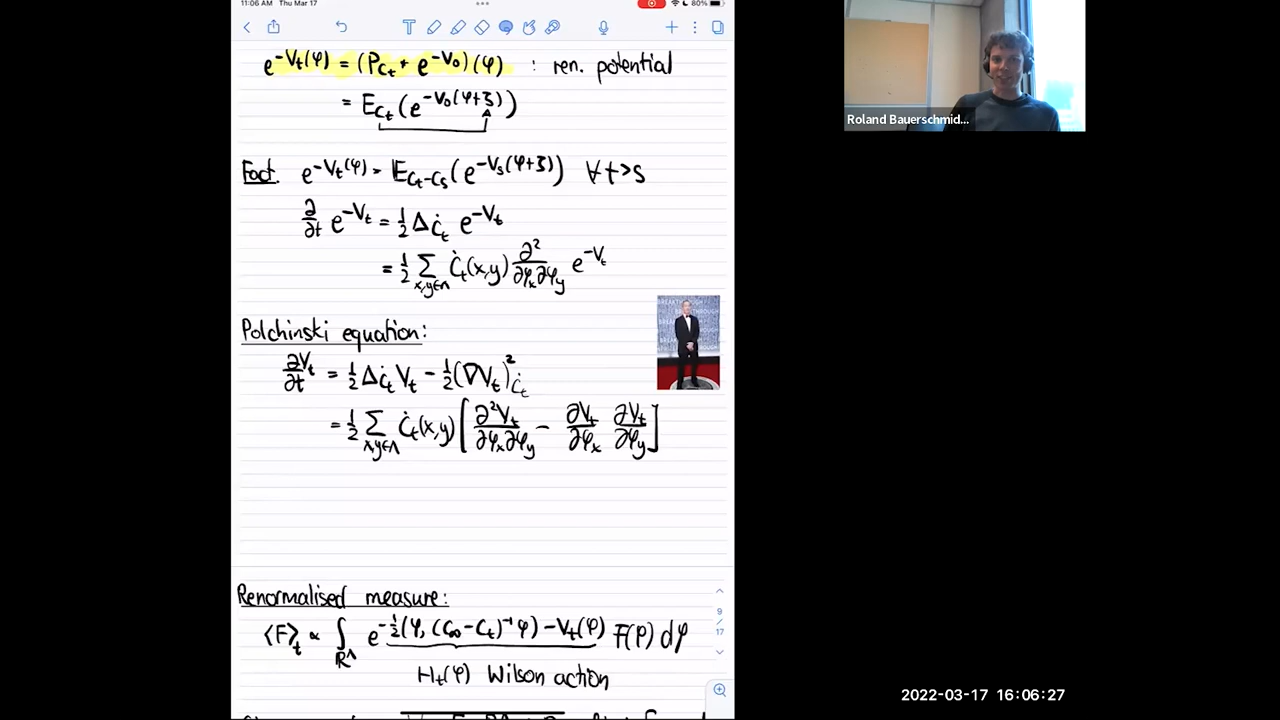 11:06 AM Thu Mar 17
80%
e^{-V_t(φ)} = (P_{C_t} * e^{-V_0})(φ) : ren. potential
= E_{C_t}(e^{-V_0(φ+ζ)})
Fact. e^{-V_t(φ)} = E_{C_t-C_s}(e^{-V_s(φ+ζ)}) ∀t>s
∂/∂t e^{-V_t} = ½ Δ_{Ċ_t} e^{-V_t}
= ½ Σ_{x,y∈Λ} Ċ_t(x,y) ∂²/∂φ_x∂φ_y e^{-V_t}
Polchinski equation:
∂V_t/∂t = ½ Δ_{Ċ_t} V_t - ½(∇V_t)²_{Ċ_t}
= ½ Σ_{x,y∈Λ} Ċ_t(x,y) [∂²V_t/∂φ_x∂φ_y - ∂V_t/∂φ_x ∂V_t/∂φ_y]
Renormalised measure:
⟨F⟩_t ∝ ∫_{R^Λ} e^{-½(φ, (C_∞-C_t)^{-1} φ) - V_t(φ)} F(φ) dφ
H_t(φ) Wilson action
9
/
17
Roland Bauerschmid...
2022-03-17 16:06:27